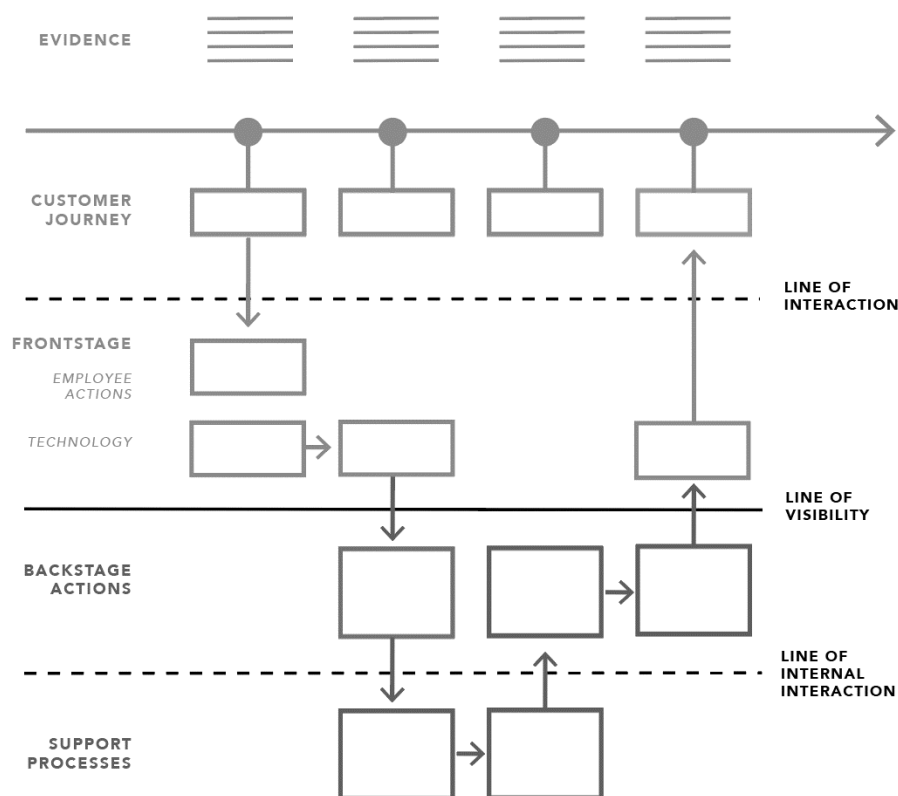 EVIDENCE
CUSTOMER
JOURNEY
LINE OF
INTERACTION
FRONTSTAGE
EMPLOYEE
ACTIONS
TECHNOLOGY
LINE OF
VISIBILITY
BACKSTAGE
ACTIONS
LINE OF
INTERNAL
INTERACTION
SUPPORT
PROCESSES